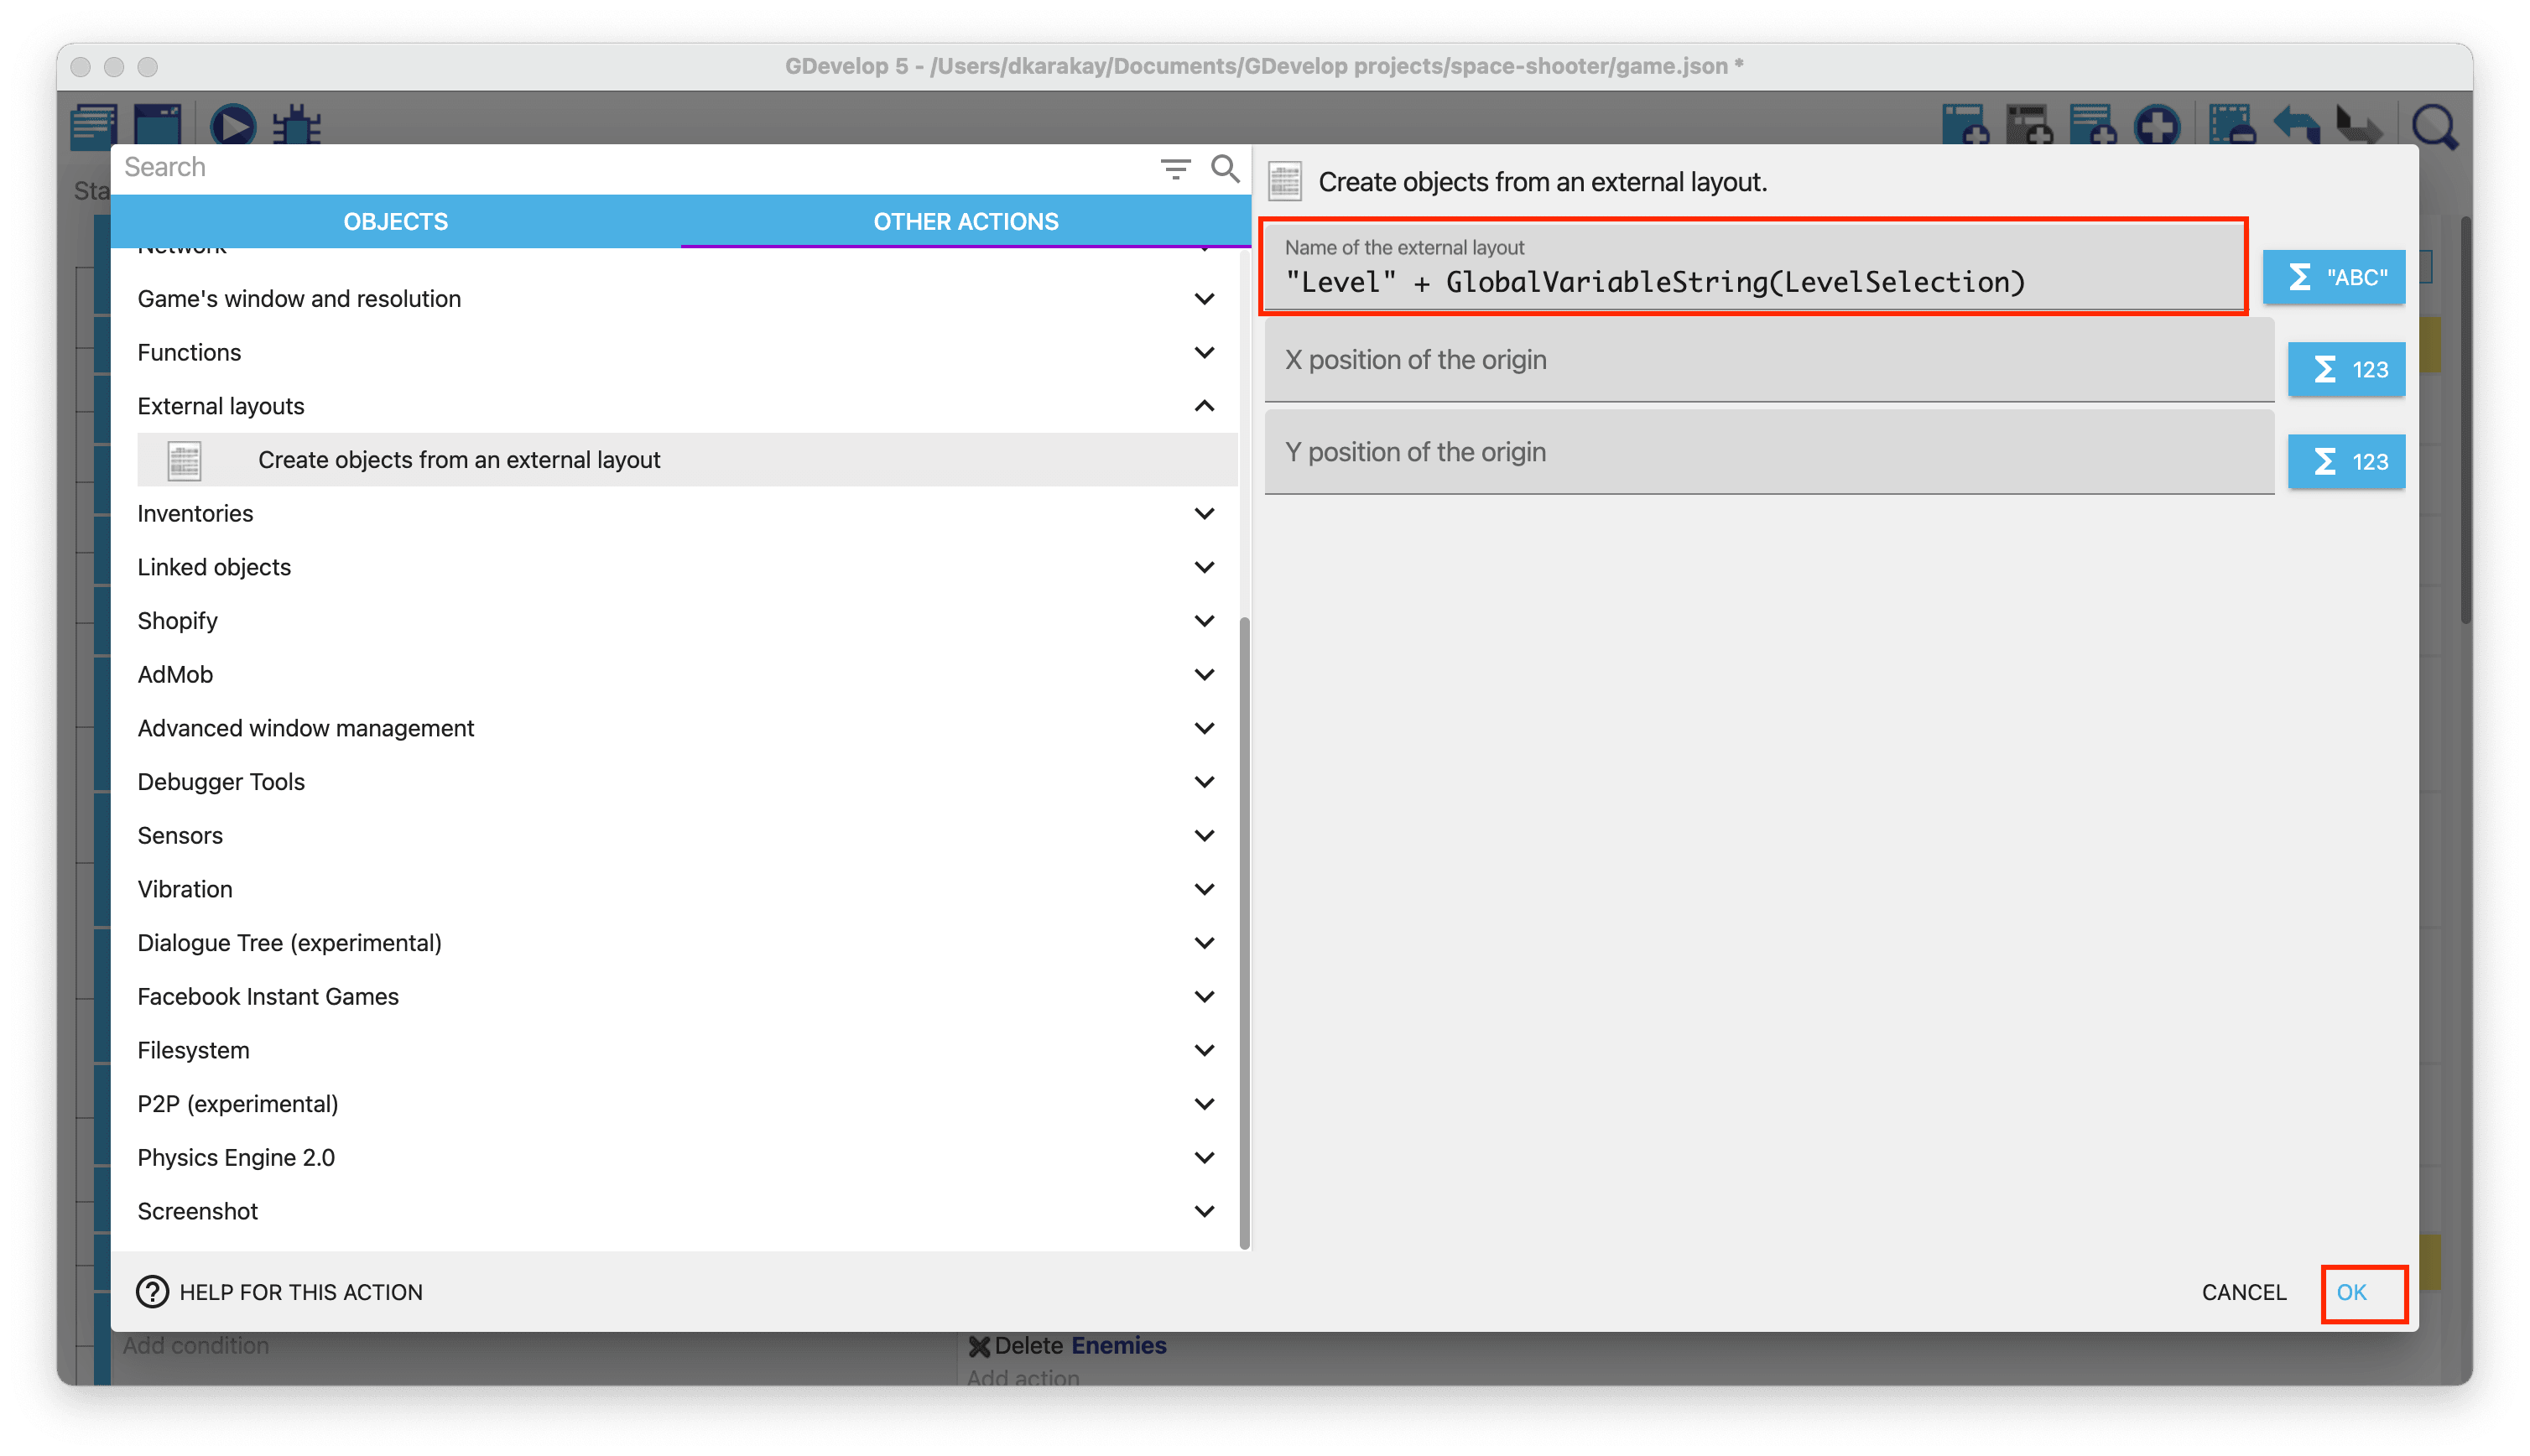 GDevelop 5 - /Users/dkarakay/Documents/GDevelop projects/space-shooter/game.json *
Sta
Search
OBJECTS
OTHER ACTIONS
Network
Game's window and resolution
Functions
External layouts
Create objects from an external layout
Inventories
Linked objects
Shopify
AdMob
Advanced window management
Debugger Tools
Sensors
Vibration
Dialogue Tree (experimental)
Facebook Instant Games
Filesystem
P2P (experimental)
Physics Engine 2.0
Screenshot
Create objects from an external layout.
Name of the external layout
"Level" + GlobalVariableString(LevelSelection)
Σ "ABC"
X position of the origin
Σ 123
Y position of the origin
Σ 123
? HELP FOR THIS ACTION
CANCEL
OK
Add condition
Delete Enemies
Add action